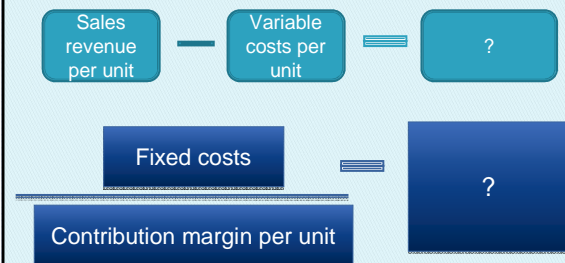 Sales
revenue
per unit
Variable
costs per
unit
?
Fixed costs
Contribution margin per unit
?